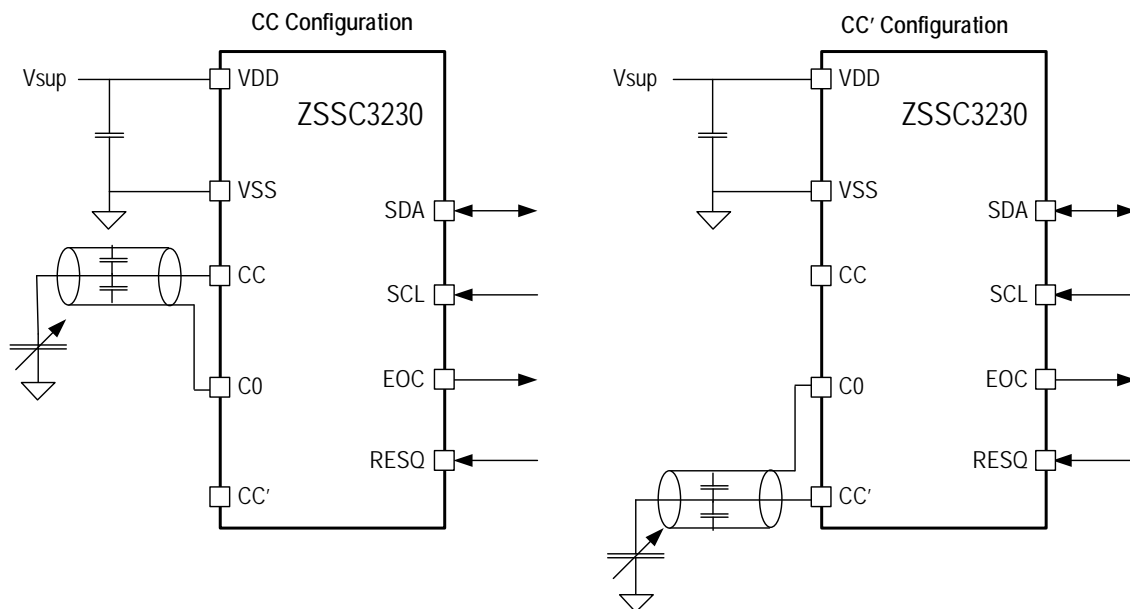 CC Configuration
Vsup
VDD
ZSSC3230
VSS
SDA
CC
SCL
C0
EOC
RESQ
CC′
CC′ Configuration
Vsup
VDD
ZSSC3230
VSS
SDA
CC
SCL
C0
EOC
RESQ
CC′